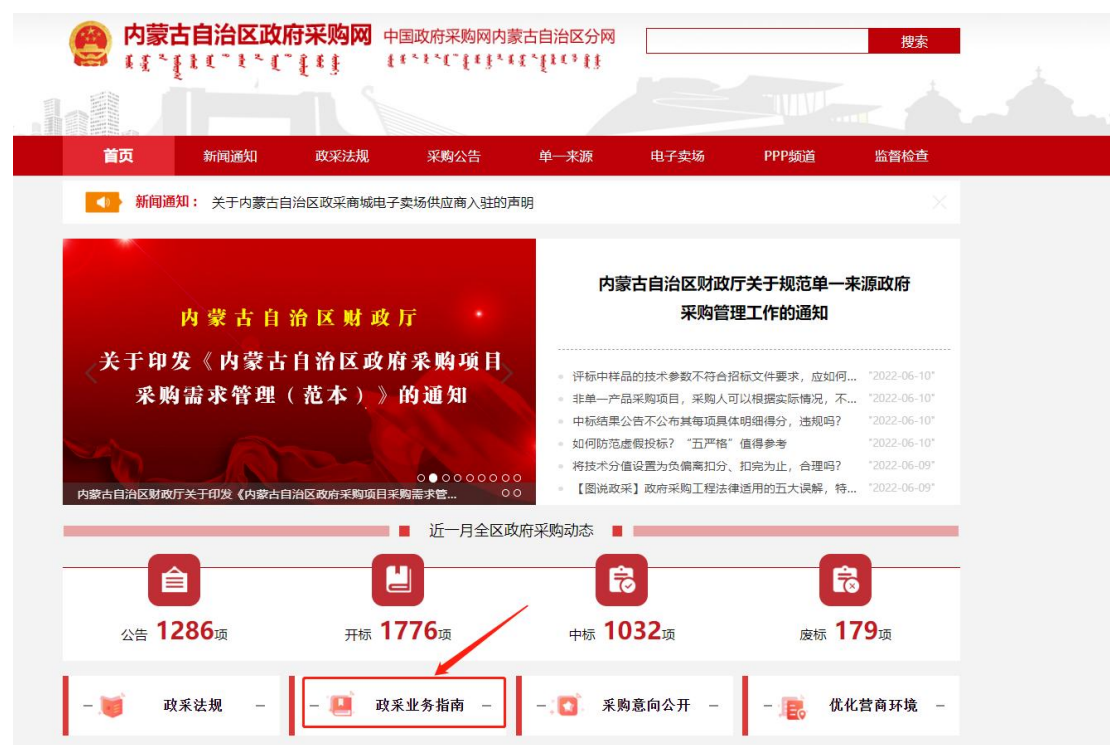 内蒙古自治区政府采购网
中国政府采购网内蒙古自治区分网
搜索
首页
新闻通知
政采法规
采购公告
单一来源
电子卖场
PPP频道
监督检查
新闻通知：
关于内蒙古自治区政采商城电子卖场供应商入驻的声明
内蒙古自治区财政厅
关于印发《内蒙古自治区政府采购项目
采购需求管理（范本）》的通知
内蒙古自治区财政厅关于印发《内蒙古自治区政府采购项目采购需求管...
内蒙古自治区财政厅关于规范单一来源政府
采购管理工作的通知
评标中样品的技术参数不符合招标文件要求，应如何... "2022-06-10"
非单一产品采购项目，采购人可以根据实际情况，不... "2022-06-10"
中标结果公告不公布其每项具体明细得分，违规吗？ "2022-06-10"
如何防范虚假投标？“五严格”值得参考 "2022-06-10"
将技术分值设置为负偏离扣分、扣完为止，合理吗？ "2022-06-09"
【图说政采】政府采购工程法律适用的五大误解，特... "2022-06-09"
近一月全区政府采购动态
公告 1286项
开标 1776项
中标 1032项
废标 179项
政采法规
政采业务指南
采购意向公开
优化营商环境